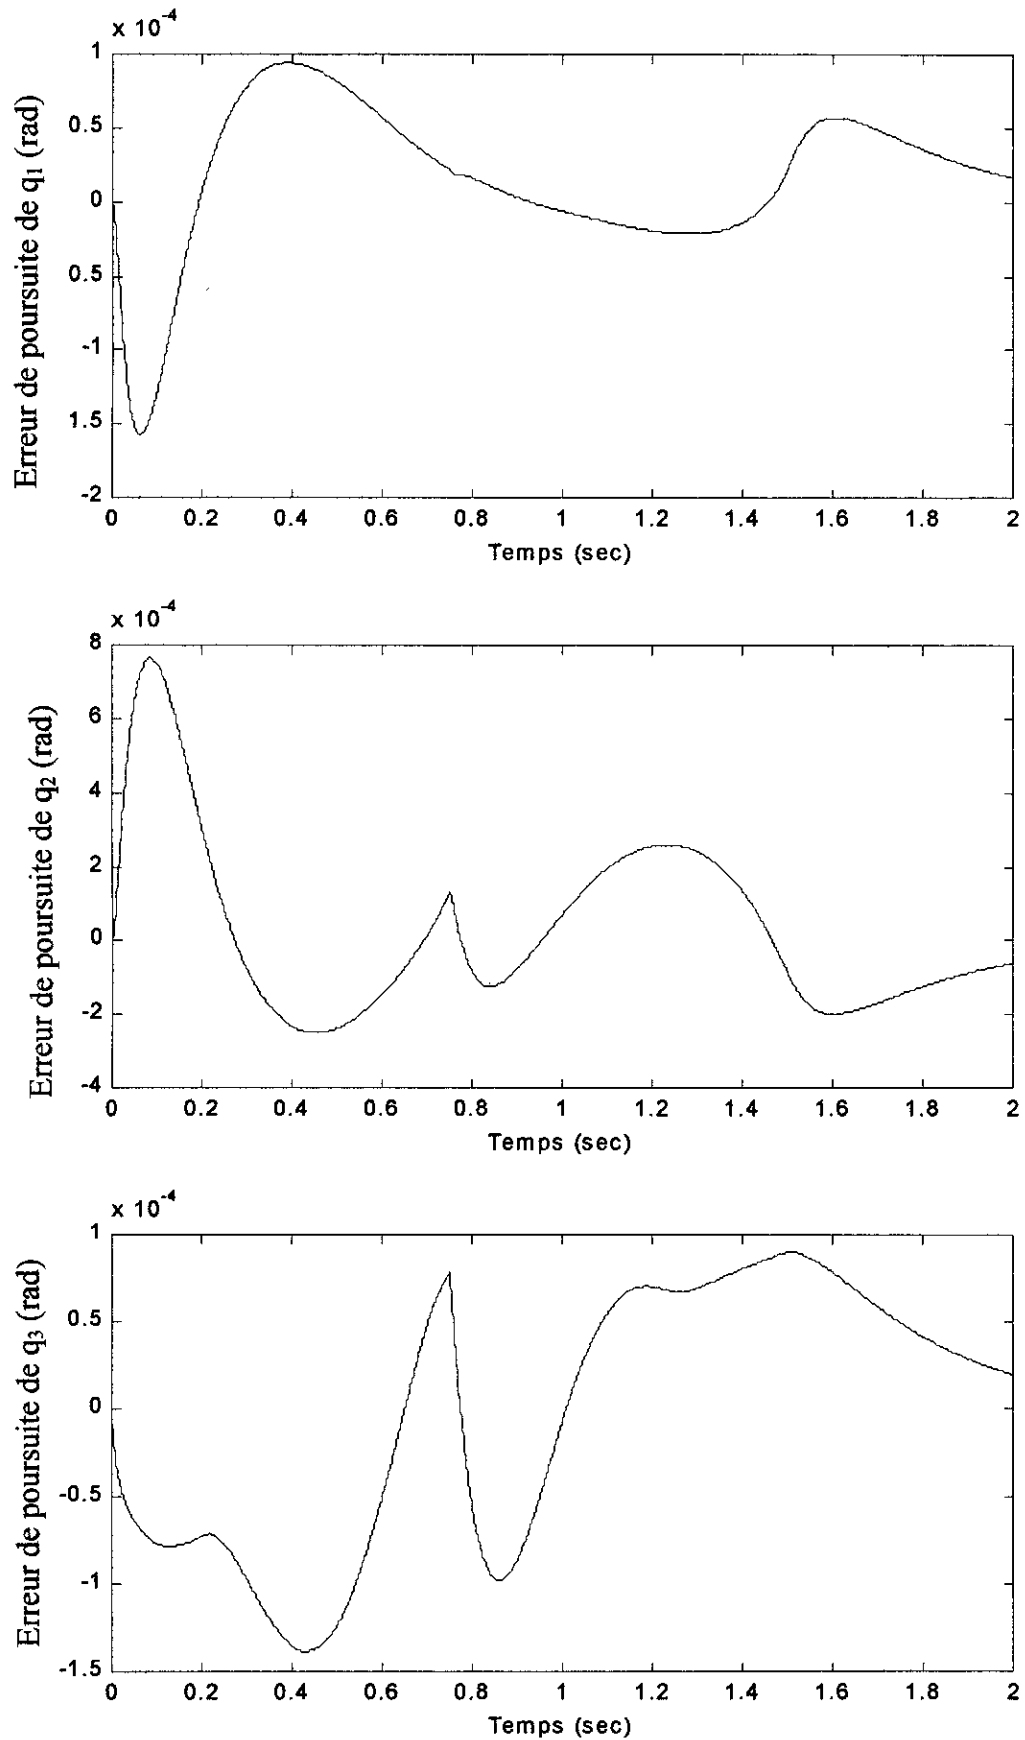 x 10^-4
Erreur de poursuite de q1 (rad)
1
0.5
0
0.5
-1
1.5
-2
0 0.2 0.4 0.6 0.8 1 1.2 1.4 1.6 1.8 2
Temps (sec)
x 10^-4
Erreur de poursuite de q2 (rad)
8
6
4
2
0
-2
-4
0 0.2 0.4 0.6 0.8 1 1.2 1.4 1.6 1.8 2
Temps (sec)
x 10^-4
Erreur de poursuite de q3 (rad)
1
0.5
0
-0.5
-1
-1.5
0 0.2 0.4 0.6 0.8 1 1.2 1.4 1.6 1.8 2
Temps (sec)